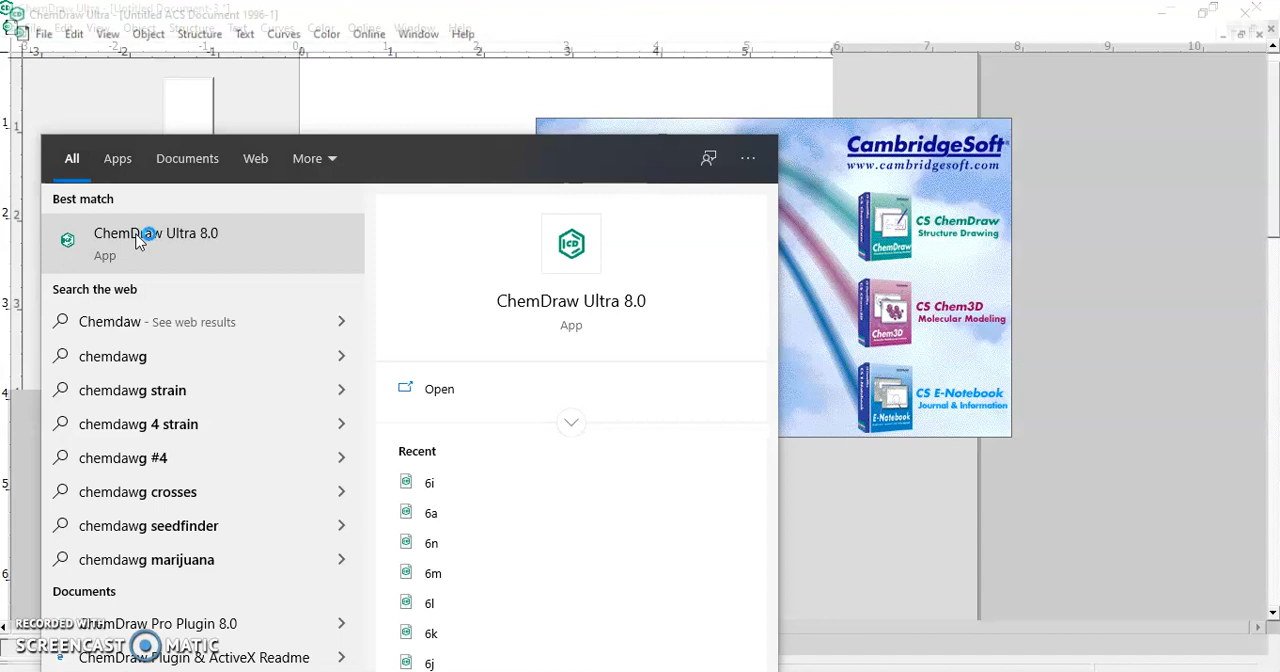 ChemDraw Ultra - [Untitled ACS Document 1996-1]
File Edit View Object Structure Text Curves Color Online Window Help
All Apps Documents Web More
Best match
ChemDraw Ultra 8.0
App
Search the web
Chemdaw - See web results
chemdawg
chemdawg strain
chemdawg 4 strain
chemdawg #4
chemdawg crosses
chemdawg seedfinder
chemdawg marijuana
Documents
ChemDraw Pro Plugin 8.0
ChemDraw Plugin & ActiveX Readme
ChemDraw Ultra 8.0
App
Open
Recent
6i
6a
6n
6m
6l
6k
6j
CambridgeSoft
www.cambridgesoft.com
ChemDraw
CS ChemDraw
Structure Drawing
Chem3D
CS Chem3D
Molecular Modeling
E-Notebook
CS E-Notebook
Journal & Information
RECORDED WITH
SCREENCAST MATIC